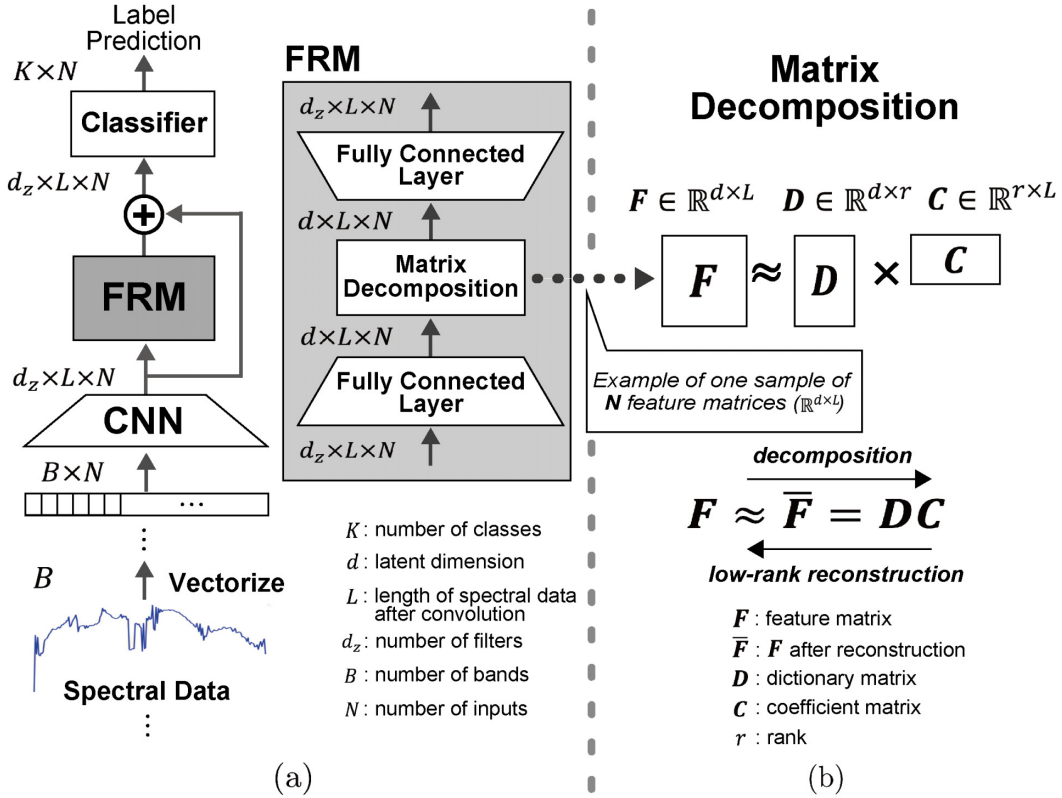 Label
Prediction
K×N
Classifier
d_z×L×N
+
FRM
d_z×L×N
CNN
B×N
...
⋮
B
Vectorize
Spectral Data
⋮
FRM
d_z×L×N
Fully Connected
Layer
d×L×N
Matrix
Decomposition
d×L×N
Fully Connected
Layer
d_z×L×N
K : number of classes
d : latent dimension
L : length of spectral data
after convolution
d_z : number of filters
B : number of bands
N : number of inputs
(a)
Matrix
Decomposition
F ∈ ℝ^{d×L} D ∈ ℝ^{d×r} C ∈ ℝ^{r×L}
F ≈ D × C
Example of one sample of
N feature matrices (ℝ^{d×L})
decomposition
F ≈ F̅ = DC
low-rank reconstruction
F : feature matrix
F̅ : F after reconstruction
D : dictionary matrix
C : coefficient matrix
r : rank
(b)